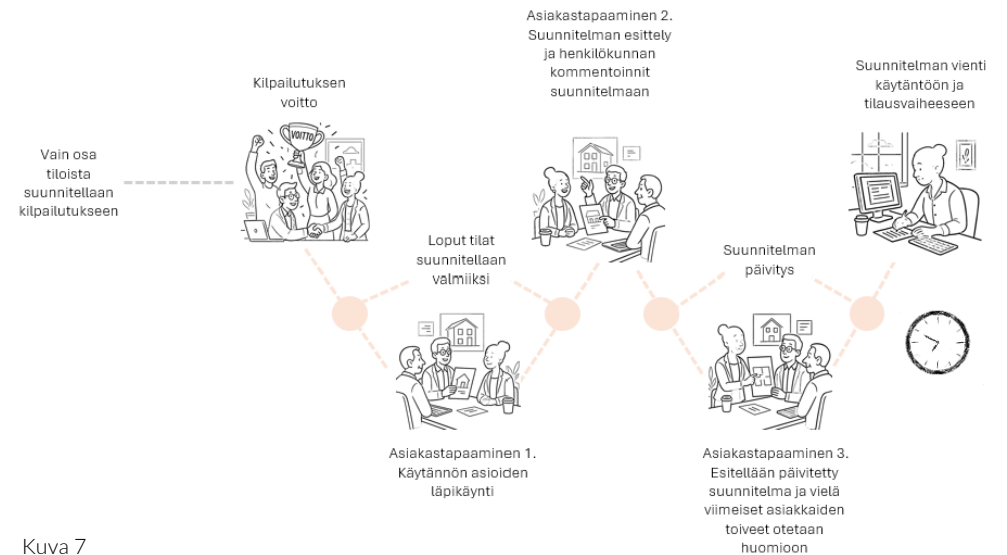 Vain osa
tiloista
suunnitellaan
kilpailutukseen
Kilpailutuksen
voitto
VOITTO
Loput tilat
suunnitellaan
valmiiksi
Asiakastapaaminen 1.
Käytännön asioiden
läpikäynti
Asiakastapaaminen 2.
Suunnitelman esittely
ja henkilökunnan
kommentoinnit
suunnitelmaan
Suunnitelman
päivitys
Asiakastapaaminen 3.
Esitellään päivitetty
suunnitelma ja vielä
viimeiset asiakkaiden
toiveet otetaan
huomioon
Suunnitelman vienti
käytäntöön ja
tilausvaiheeseen
Kuva 7